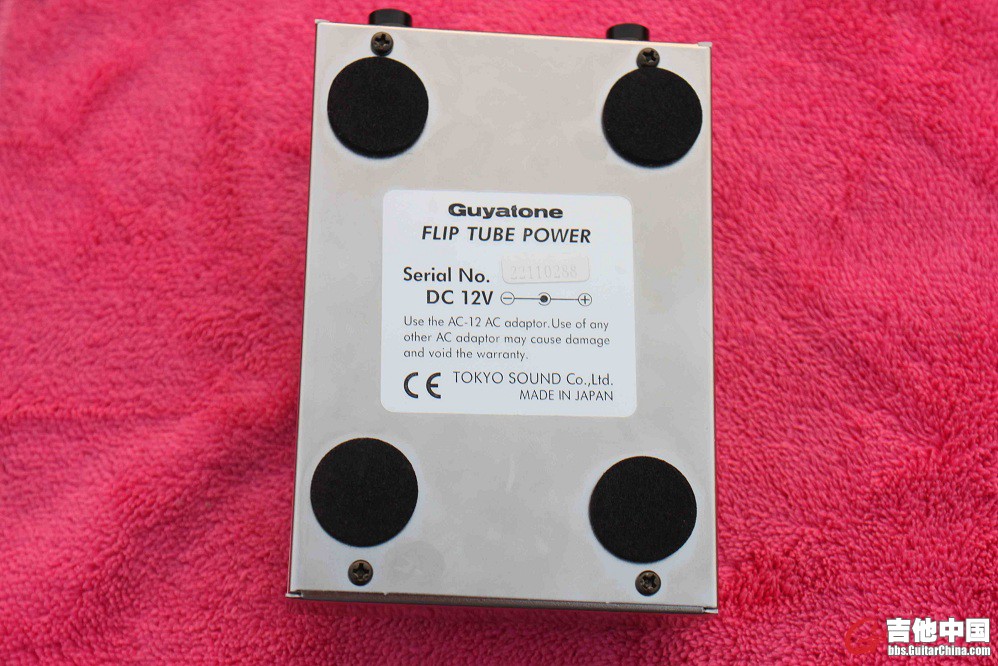 Guyatone
FLIP TUBE POWER
Serial No. 22110288
DC 12V
Use the AC-12 AC adaptor.Use of any
other AC adaptor may cause damage
and void the warranty.
CE TOKYO SOUND Co.,Ltd.
MADE IN JAPAN
吉他中国
bbs.GuitarChina.com